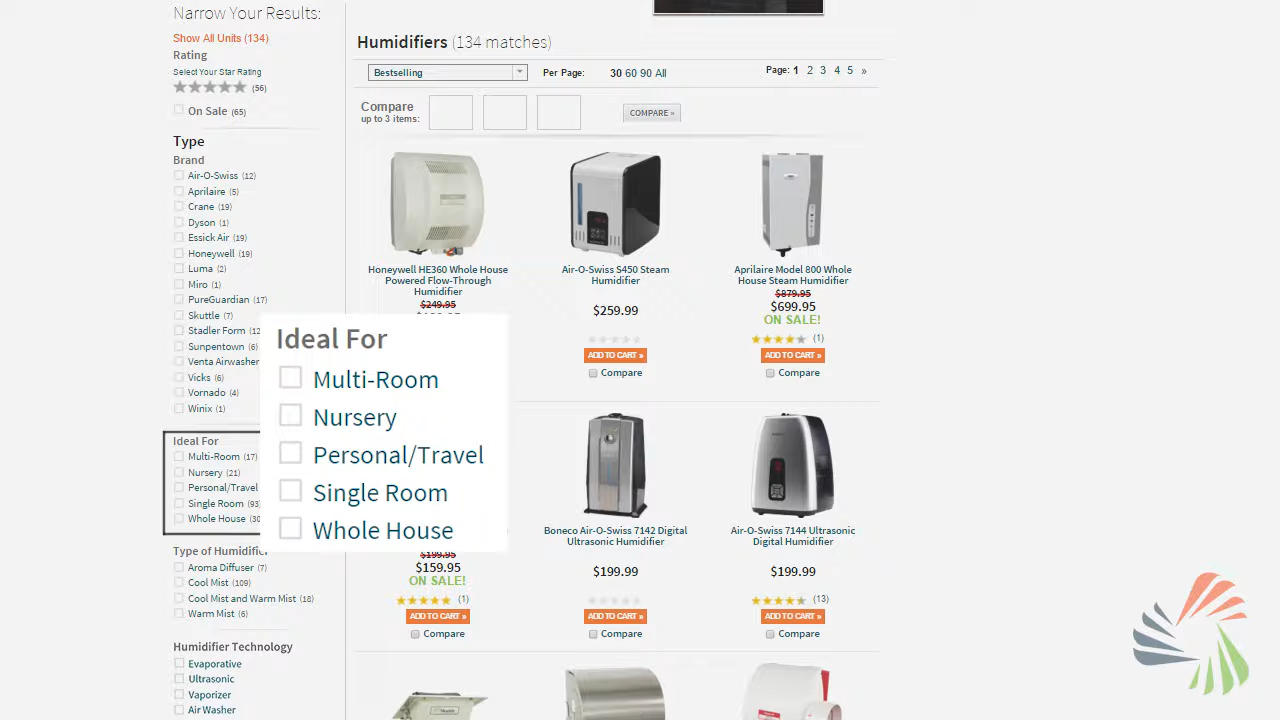 Narrow Your Results:
Show All Units (134)
Rating
Select Your Star Rating
(56)
On Sale (65)
Type
Brand
Air-O-Swiss (12)
Aprilaire (5)
Crane (19)
Dyson (1)
Essick Air (19)
Honeywell (19)
Luma (2)
Miro (1)
PureGuardian (17)
Skuttle (7)
Stadler Form (12
Sunpentown (6)
Venta Airwasher
Vicks (6)
Vornado (4)
Winix (1)
Ideal For
Multi-Room (17)
Nursery (21)
Personal/Travel
Single Room (93)
Whole House (30
Type of Humidifier
Aroma Diffuser (7)
Cool Mist (109)
Cool Mist and Warm Mist (18)
Warm Mist (6)
Humidifier Technology
Evaporative
Ultrasonic
Vaporizer
Air Washer
Ideal For
Multi-Room
Nursery
Personal/Travel
Single Room
Whole House
Humidifiers (134 matches)
Bestselling
Per Page: 30 60 90 All
Page: 1 2 3 4 5 »
Compare
up to 3 items:
COMPARE »
Honeywell HE360 Whole House
Powered Flow-Through
Humidifier
$249.95
Air-O-Swiss S450 Steam
Humidifier
$259.99
ADD TO CART »
Compare
Aprilaire Model 800 Whole
House Steam Humidifier
$879.95
$699.95
ON SALE!
(1)
ADD TO CART »
Compare
$199.95
$159.95
ON SALE!
(1)
ADD TO CART »
Compare
Boneco Air-O-Swiss 7142 Digital
Ultrasonic Humidifier
$199.99
ADD TO CART »
Compare
Air-O-Swiss 7144 Ultrasonic
Digital Humidifier
$199.99
(13)
ADD TO CART »
Compare